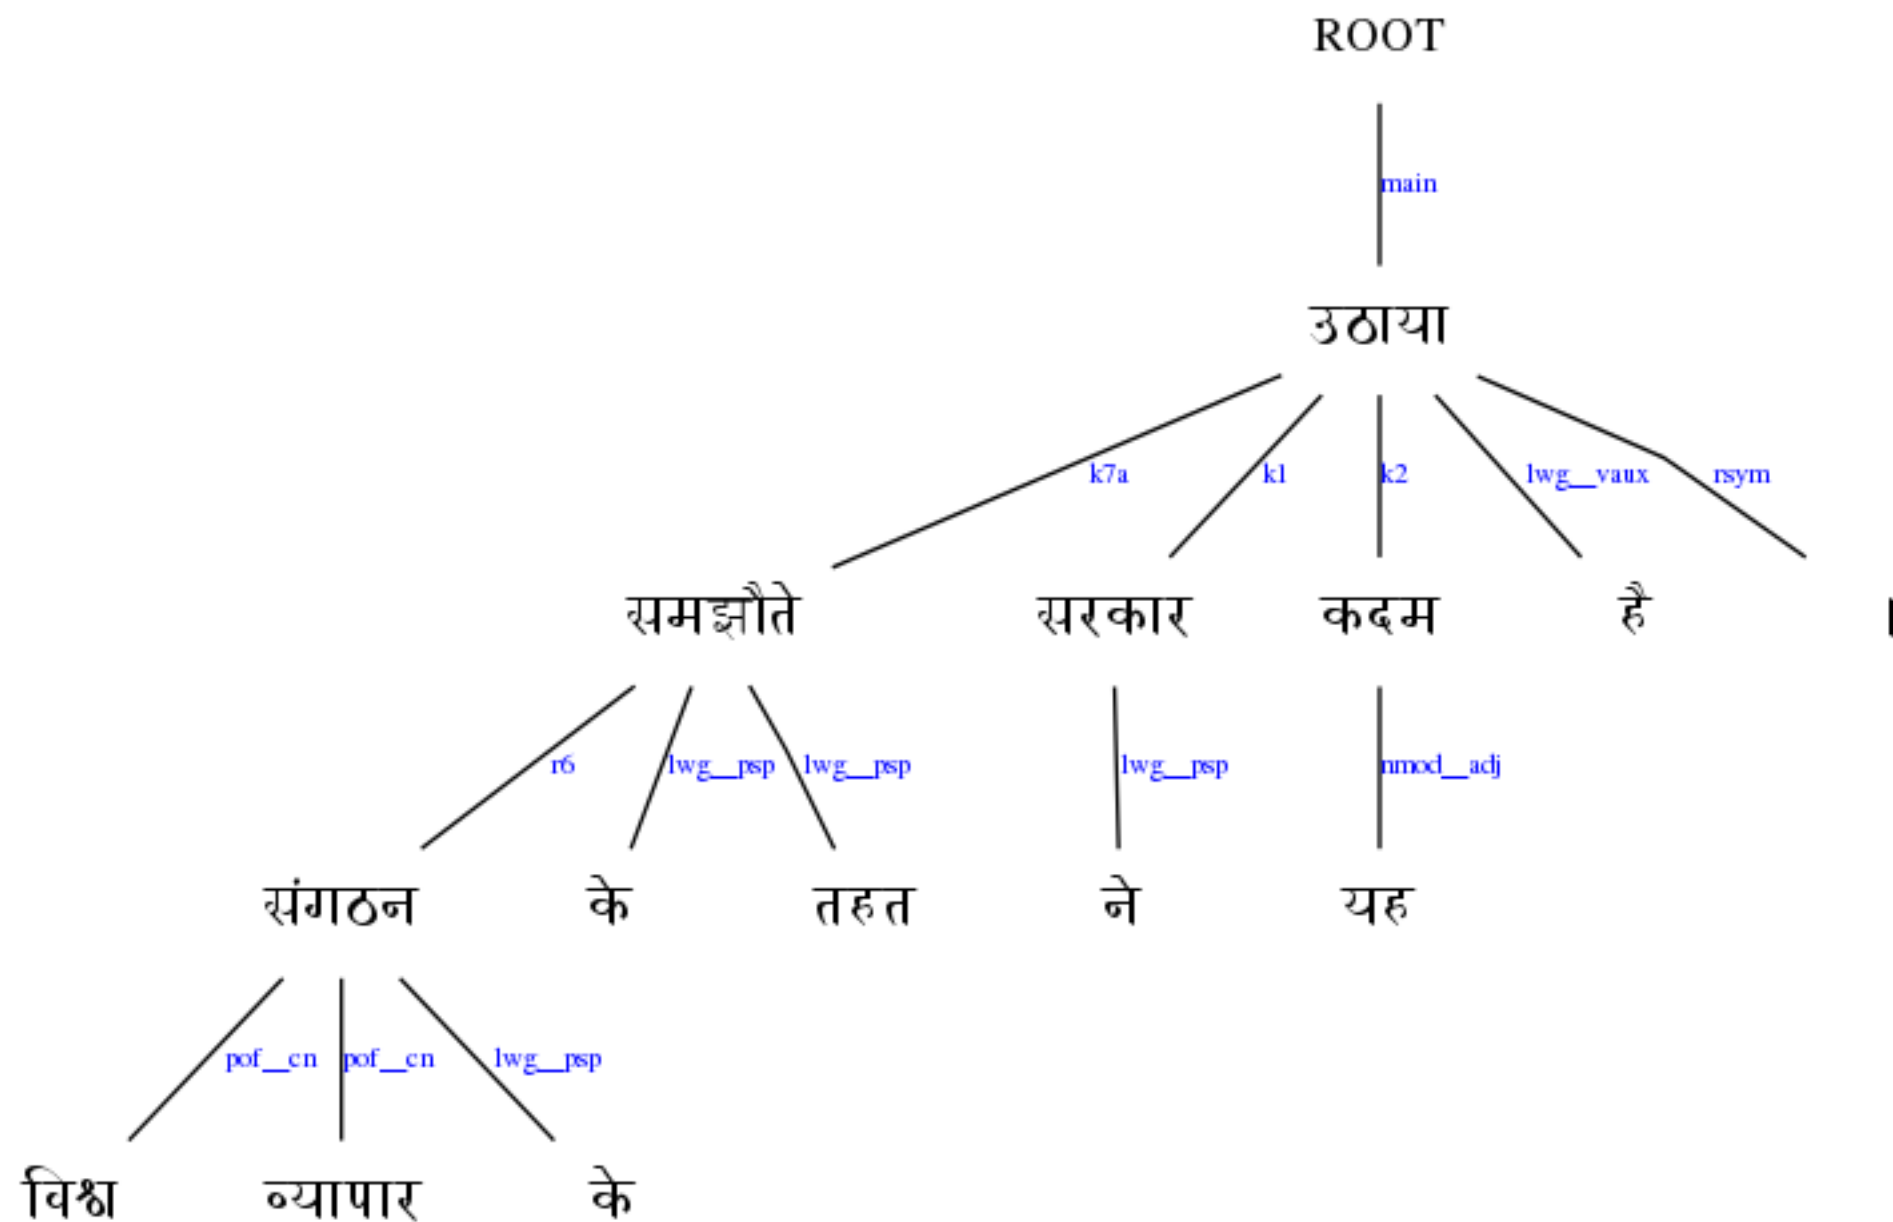 ROOT
main
उठाया
k7a k1 k2 lwg__vaux rsym
समझौते सरकार कदम है ।
r6 lwg__psp lwg__psp lwg__psp nmod__adj
संगठन के तहत ने यह
pof__cn pof__cn lwg__psp
विश्व व्यापार के